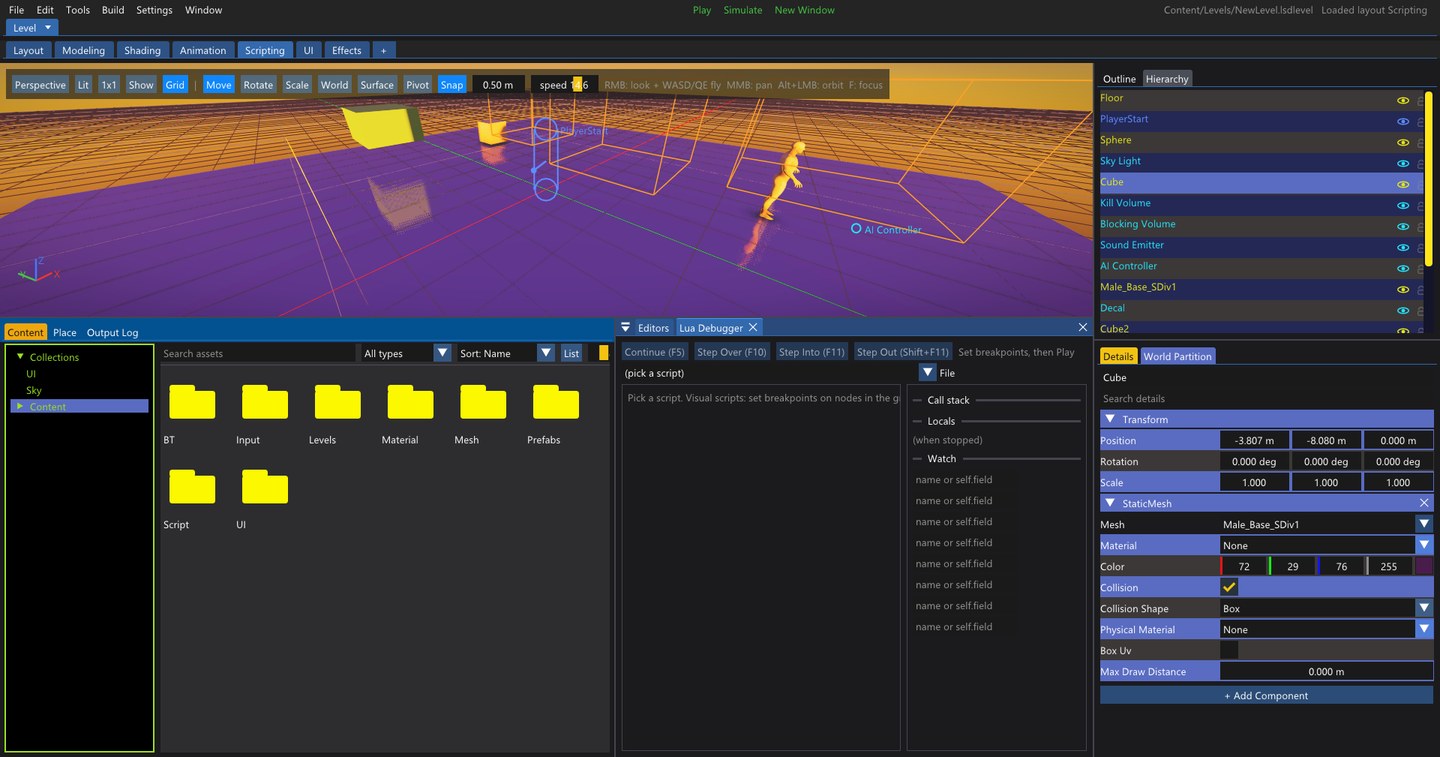 File Edit Tools Build Settings Window Play Simulate New Window Content/Levels/NewLevel.lsdlevel Loaded layout Scripting
Level
Layout Modeling Shading Animation Scripting UI Effects +
Perspective Lit 1x1 Show Grid | Move Rotate Scale World Surface Pivot Snap 0.50 m speed 14.6 RMB: look + WASD/QE fly MMB: pan Alt+LMB: orbit F: focus
PlayerStart
AI Controller
Z
X
Y
Outline Hierarchy
Floor
PlayerStart
Sphere
Sky Light
Cube
Kill Volume
Blocking Volume
Sound Emitter
AI Controller
Male_Base_SDiv1
Decal
Cube2
Content Place Output Log
Collections
UI
Sky
Content
Search assets All types Sort: Name List
BT Input Levels Material Mesh Prefabs
Script UI
Editors Lua Debugger
Continue (F5) Step Over (F10) Step Into (F11) Step Out (Shift+F11) Set breakpoints, then Play
(pick a script) File
Pick a script. Visual scripts: set breakpoints on nodes in the g
Call stack
Locals
(when stopped)
Watch
name or self.field
name or self.field
name or self.field
name or self.field
name or self.field
name or self.field
name or self.field
name or self.field
Details World Partition
Cube
Search details
Transform
Position -3.807 m -8.080 m 0.000 m
Rotation 0.000 deg 0.000 deg 0.000 deg
Scale 1.000 1.000 1.000
StaticMesh
Mesh Male_Base_SDiv1
Material None
Color 72 29 76 255
Collision
Collision Shape Box
Physical Material None
Box Uv
Max Draw Distance 0.000 m
+ Add Component